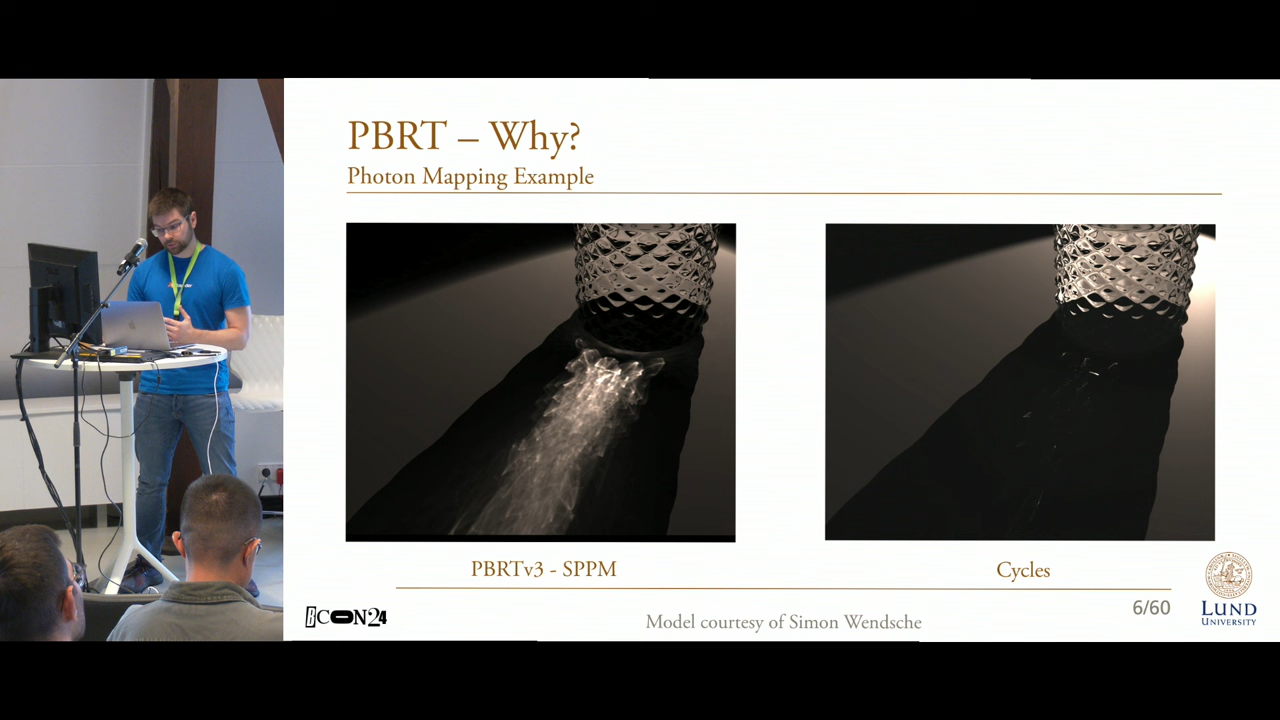 PBRT – Why?
Photon Mapping Example
PBRTv3 - SPPM
Cycles
6/60
BCON24
Model courtesy of Simon Wendsche
LUND
UNIVERSITY